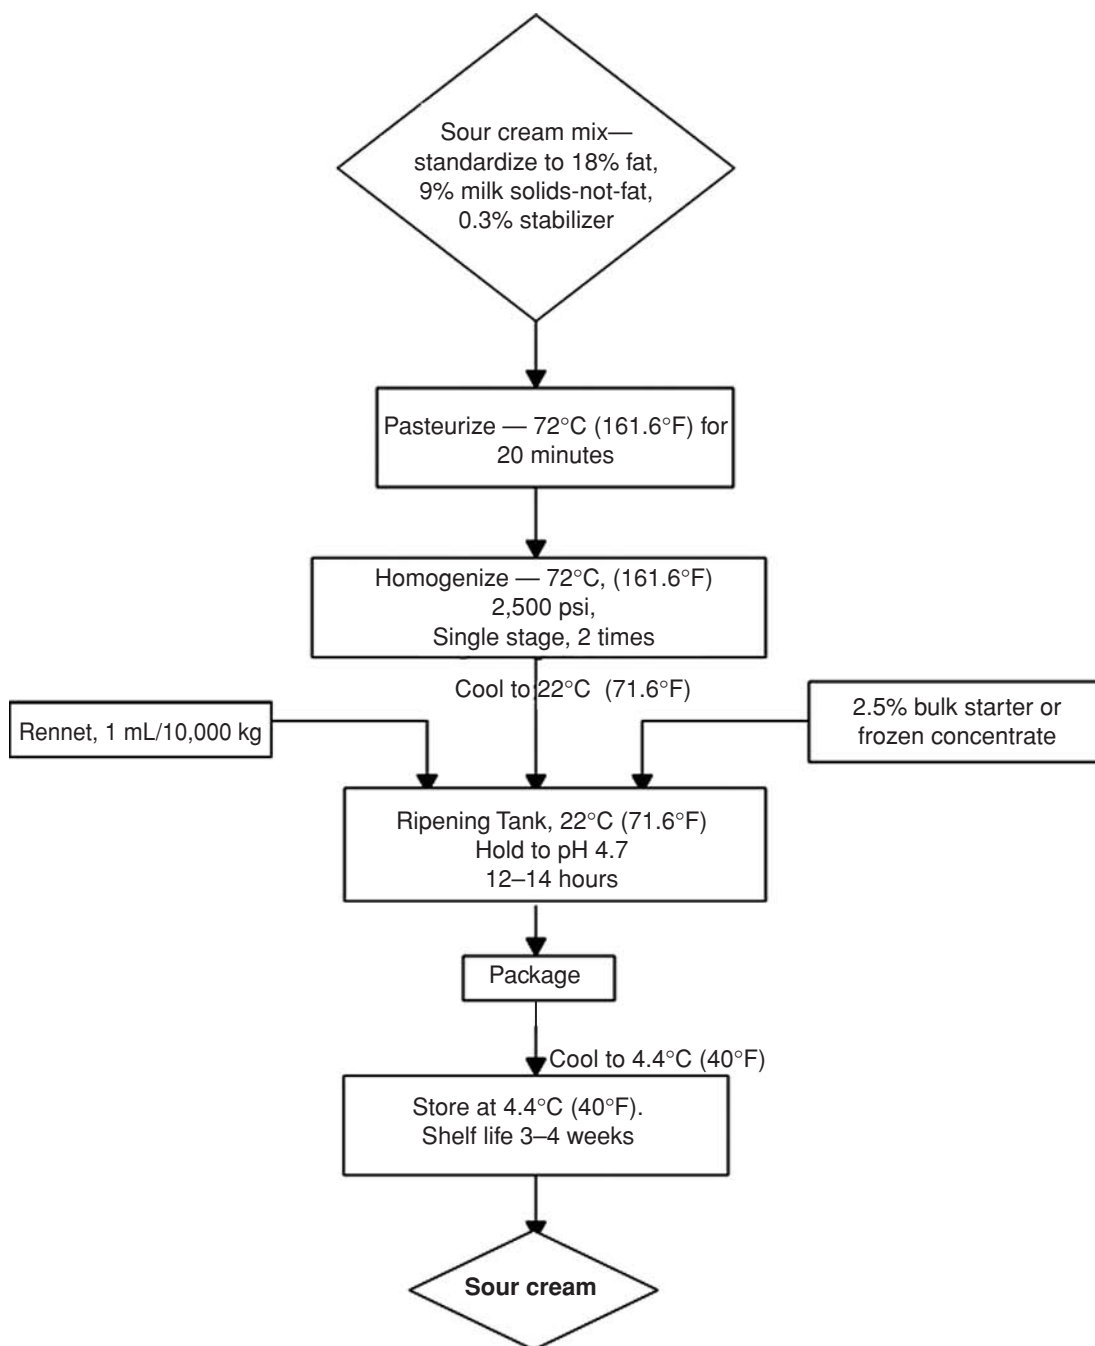 Sour cream mix—
standardize to 18% fat,
9% milk solids-not-fat,
0.3% stabilizer
Pasteurize — 72°C (161.6°F) for
20 minutes
Homogenize — 72°C, (161.6°F)
2,500 psi,
Single stage, 2 times
Cool to 22°C (71.6°F)
Rennet, 1 mL/10,000 kg
2.5% bulk starter or
frozen concentrate
Ripening Tank, 22°C (71.6°F)
Hold to pH 4.7
12–14 hours
Package
Cool to 4.4°C (40°F)
Store at 4.4°C (40°F).
Shelf life 3–4 weeks
Sour cream